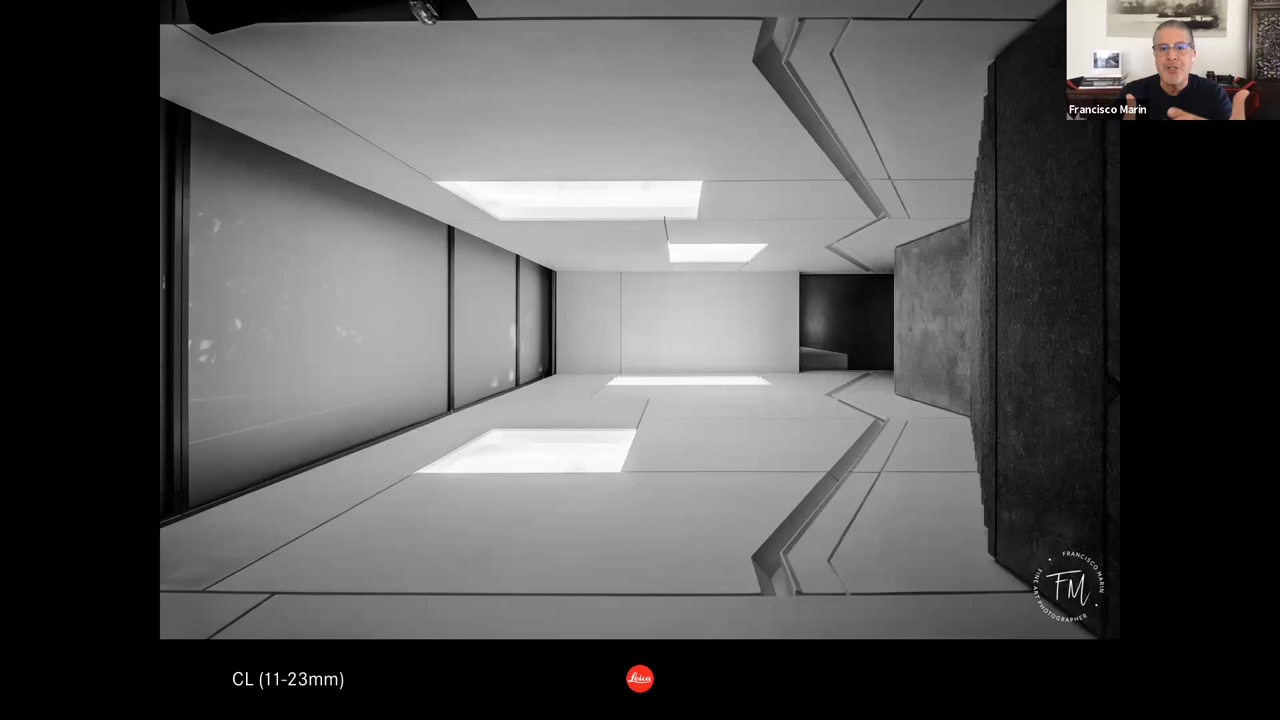 Francisco Marin
FRANCISCO MARIN
FINE ART PHOTOGRAPHER
FM
CL (11-23mm)
Leica